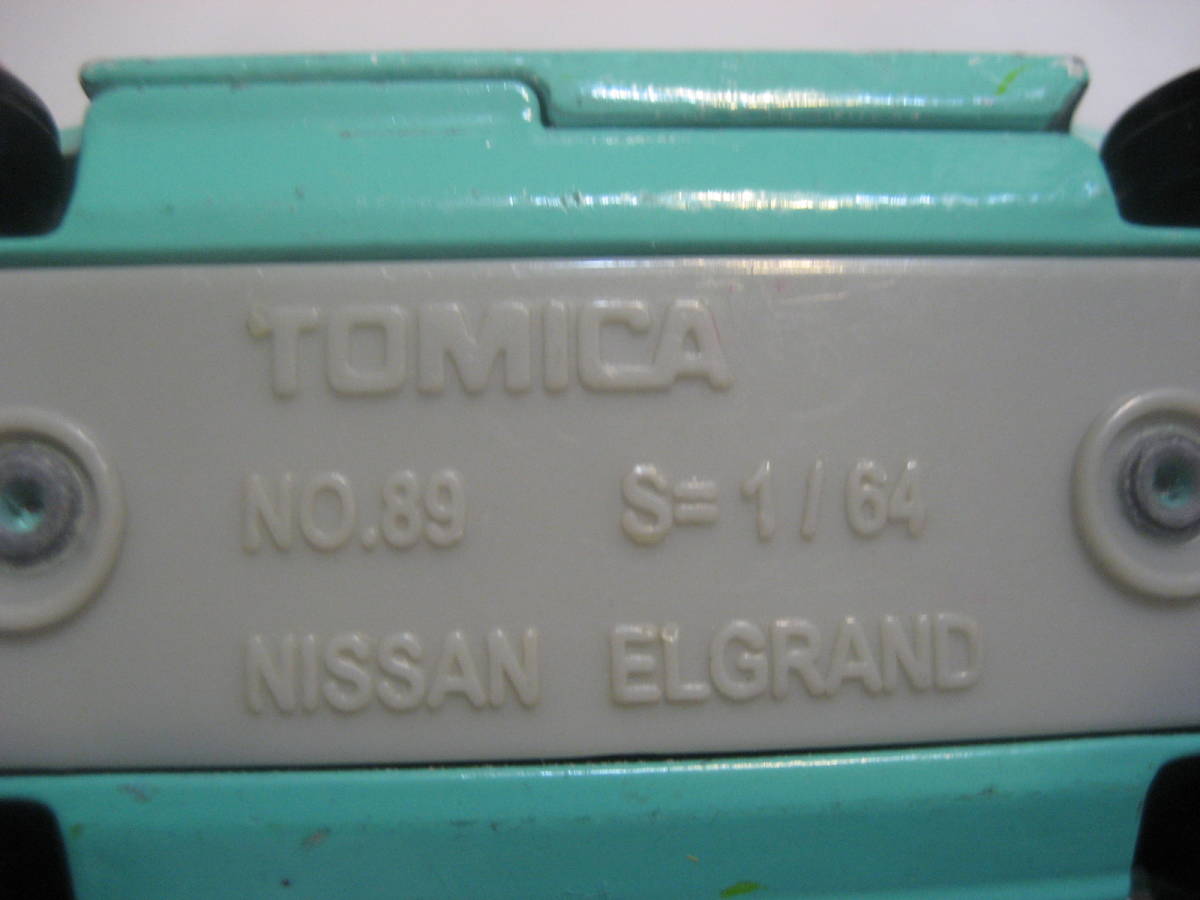 TOMICA
NO.89 S=1/64
NISSAN ELGRAND